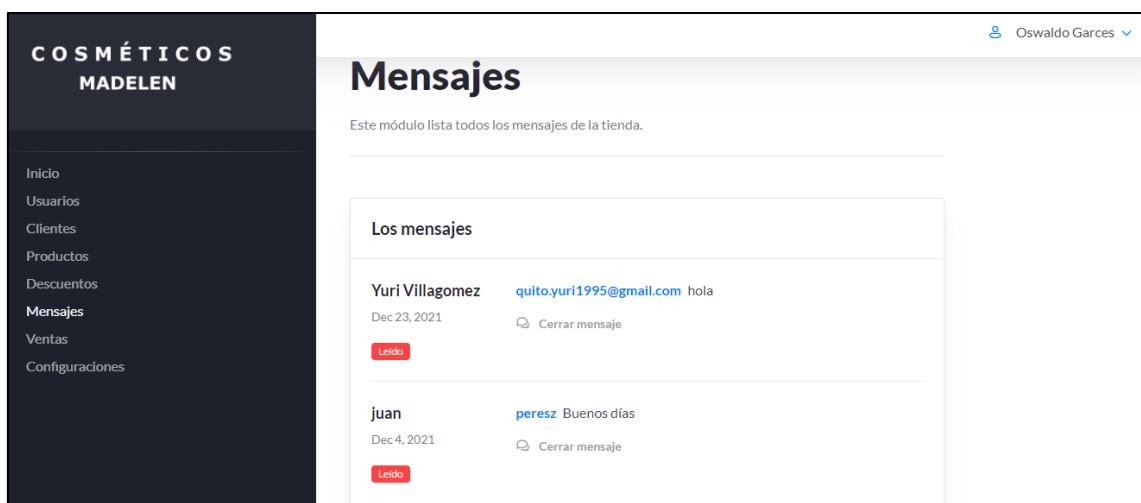 COSMÉTICOS
MADELEN
Oswaldo Garces
Inicio
Usuarios
Clientes
Productos
Descuentos
Mensajes
Ventas
Configuraciones
Mensajes
Este módulo lista todos los mensajes de la tienda.
Los mensajes
Yuri Villagomez quito.yuri1995@gmail.com hola
Dec 23, 2021 Cerrar mensaje
Leído
juan peresz Buenos días
Dec 4, 2021 Cerrar mensaje
Leído